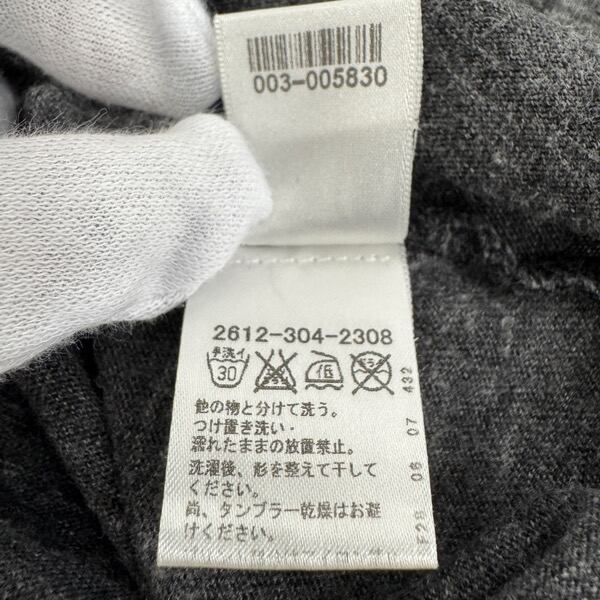 003-005830
2612-304-2308
手洗イ
30
低
他の物と分けて洗う。
つけ置き洗い・
濡れたままの放置禁止。
洗濯後、形を整えて干して
ください。
尚、タンブラー乾燥はお避
けください。
07 432
06